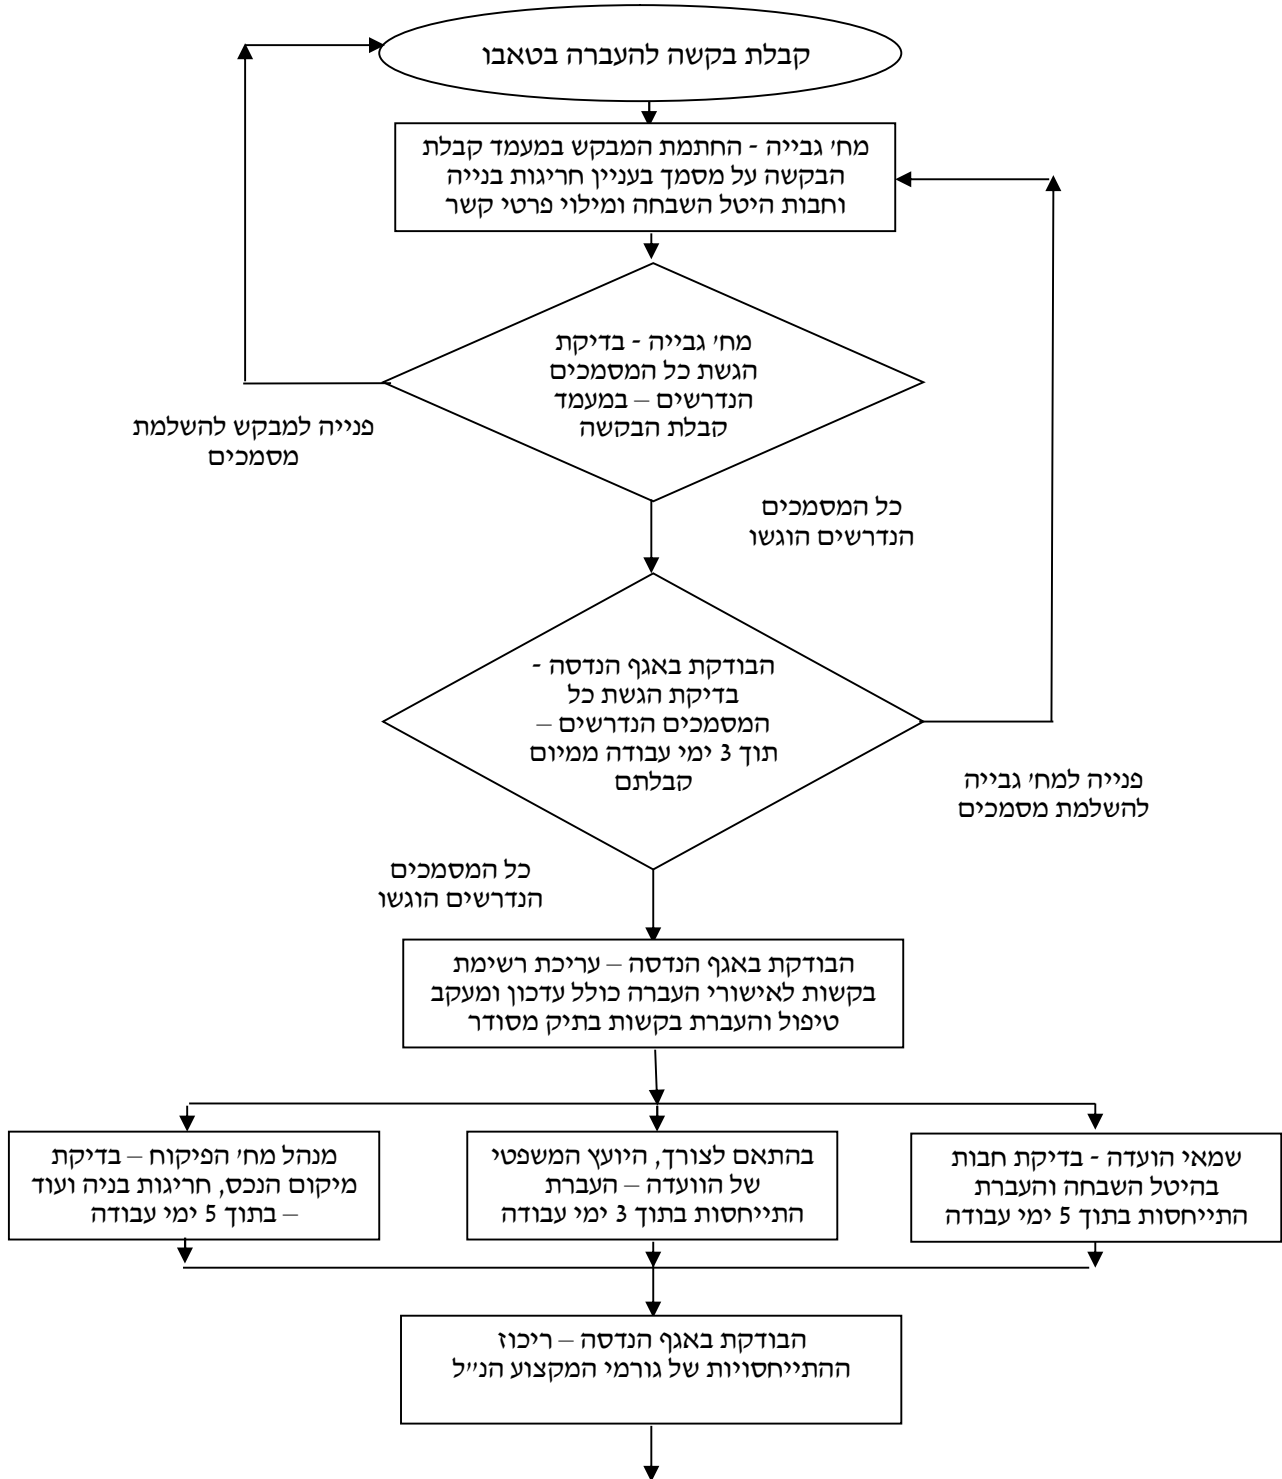 קבלת בקשה להעברה בטאבו
מח' גבייה - החתמת המבקש במעמד קבלת
הבקשה על מסמך בעניין חריגות בנייה
וחבות היטל השבחה ומילוי פרטי קשר
מח' גבייה - בדיקת
הגשת כל המסמכים
הנדרשים – במעמד
קבלת הבקשה
פנייה למבקש להשלמת
מסמכים
כל המסמכים
הנדרשים הוגשו
הבודקת באגף הנדסה -
בדיקת הגשת כל
המסמכים הנדרשים –
תוך 3 ימי עבודה ממיום
קבלתם
פנייה למח' גבייה
להשלמת מסמכים
כל המסמכים
הנדרשים הוגשו
הבודקת באגף הנדסה – עריכת רשימת
בקשות לאישורי העברה כולל עדכון ומעקב
טיפול והעברת בקשות בתיק מסודר
שמאי הועדה - בדיקת חבות
בהיטל השבחה והעברת
התייחסות בתוך 5 ימי עבודה
בהתאם לצורך, היועץ המשפטי
של הוועדה – העברת
התייחסות בתוך 3 ימי עבודה
מנהל מח' הפיקוח – בדיקת
מיקום הנכס, חריגות בניה ועוד
– בתוך 5 ימי עבודה
הבודקת באגף הנדסה – ריכוז
ההתייחסויות של גורמי המקצוע הנ"ל